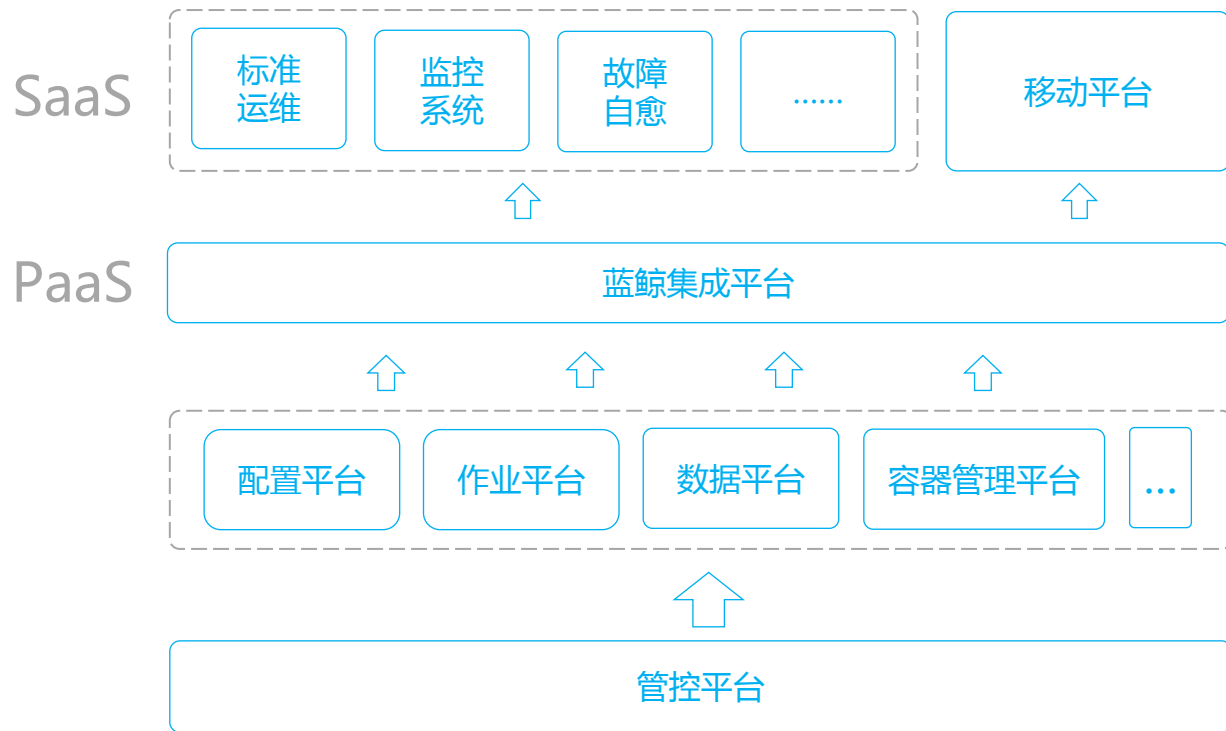 SaaS
标准
运维
监控
系统
故障
自愈
......
移动平台
PaaS
蓝鲸集成平台
配置平台
作业平台
数据平台
容器管理平台
...
管控平台